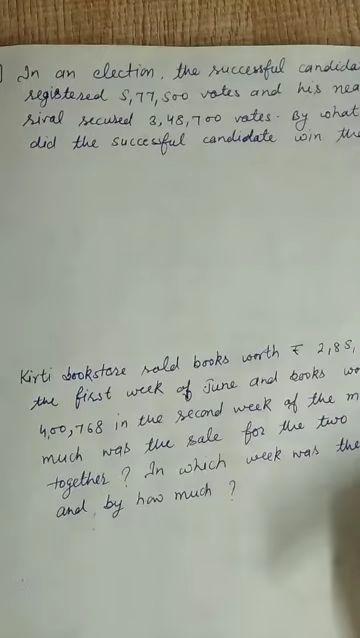 In an election, the successful candida
registered 5,77,500 votes and his nea
rival secured 3,48,700 votes. By what
did the successful candidate win the
Kirti bookstore sold books worth ₹ 2,85,
the first week of June and books wo
4,00,768 in the second week of the m
much was the sale for the two
together? In which week was the
and by how much?